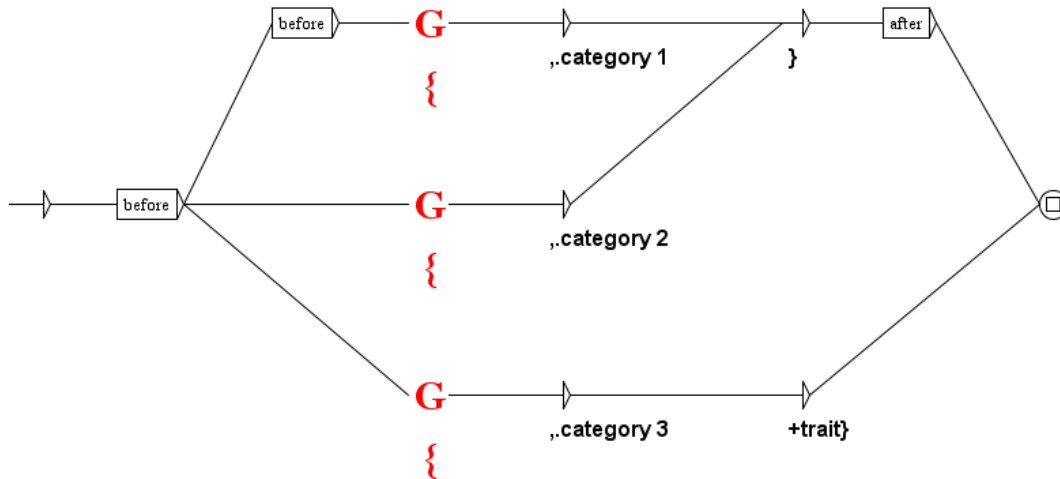 before G after
{ ,.category 1 }
before G
{ ,.category 2
G
{ ,.category 3 +trait}